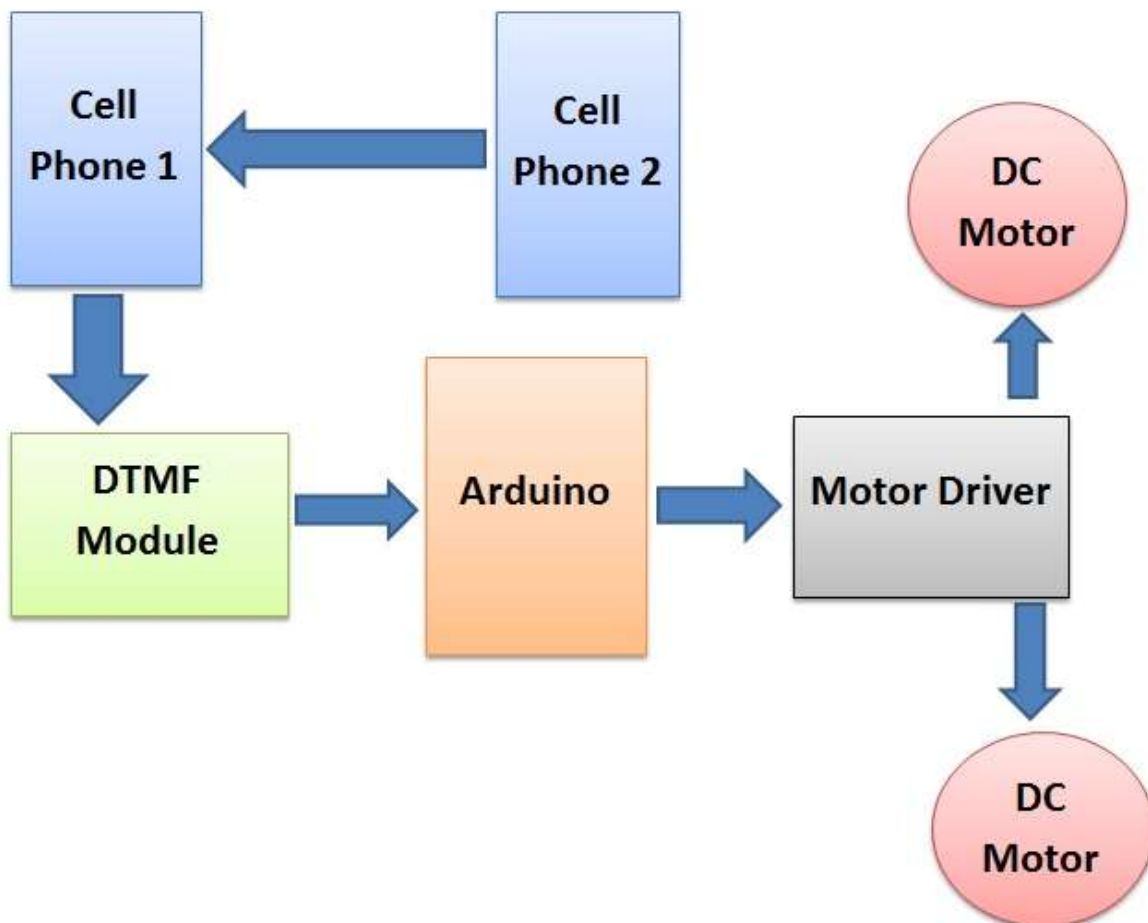 Cell
Phone 1
Cell
Phone 2
DC
Motor
DTMF
Module
Arduino
Motor Driver
DC
Motor